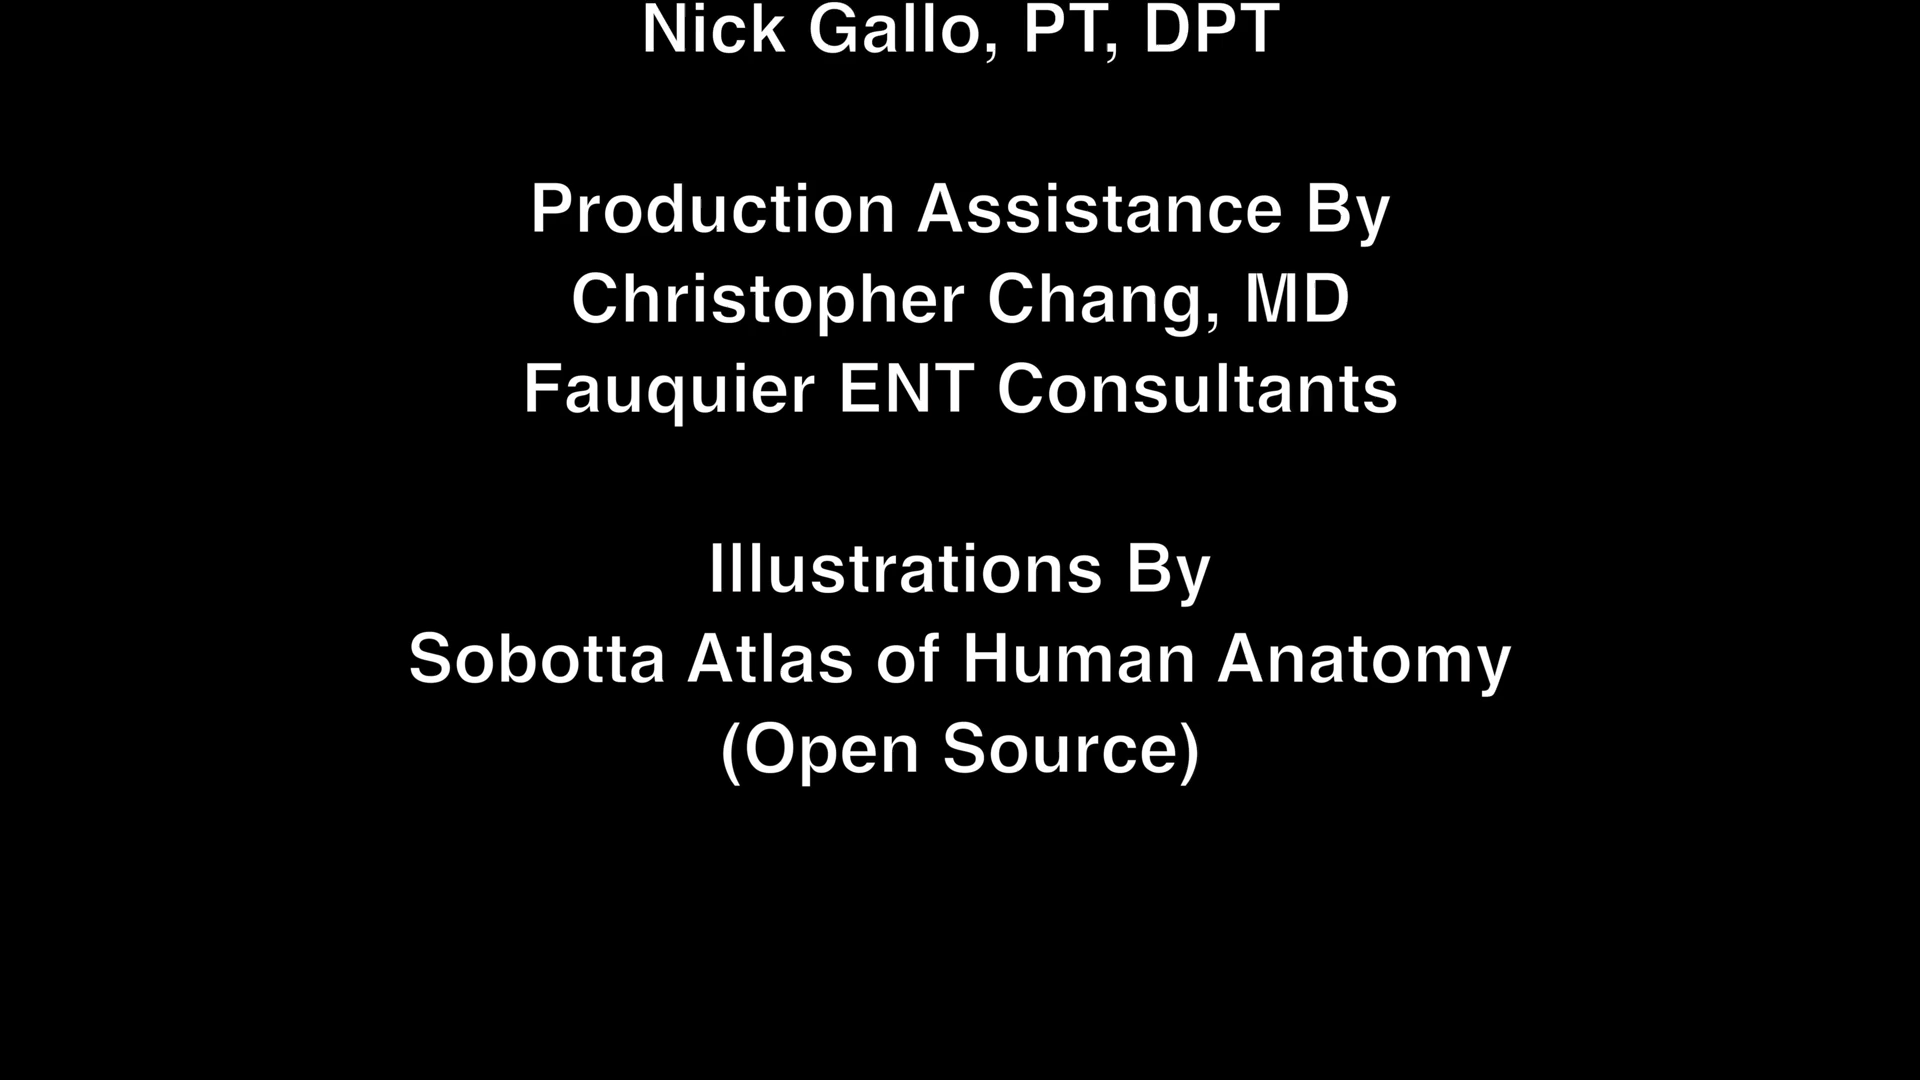 Nick Gallo, PT, DPT
Production Assistance By
Christopher Chang, MD
Fauquier ENT Consultants
Illustrations By
Sobotta Atlas of Human Anatomy
(Open Source)